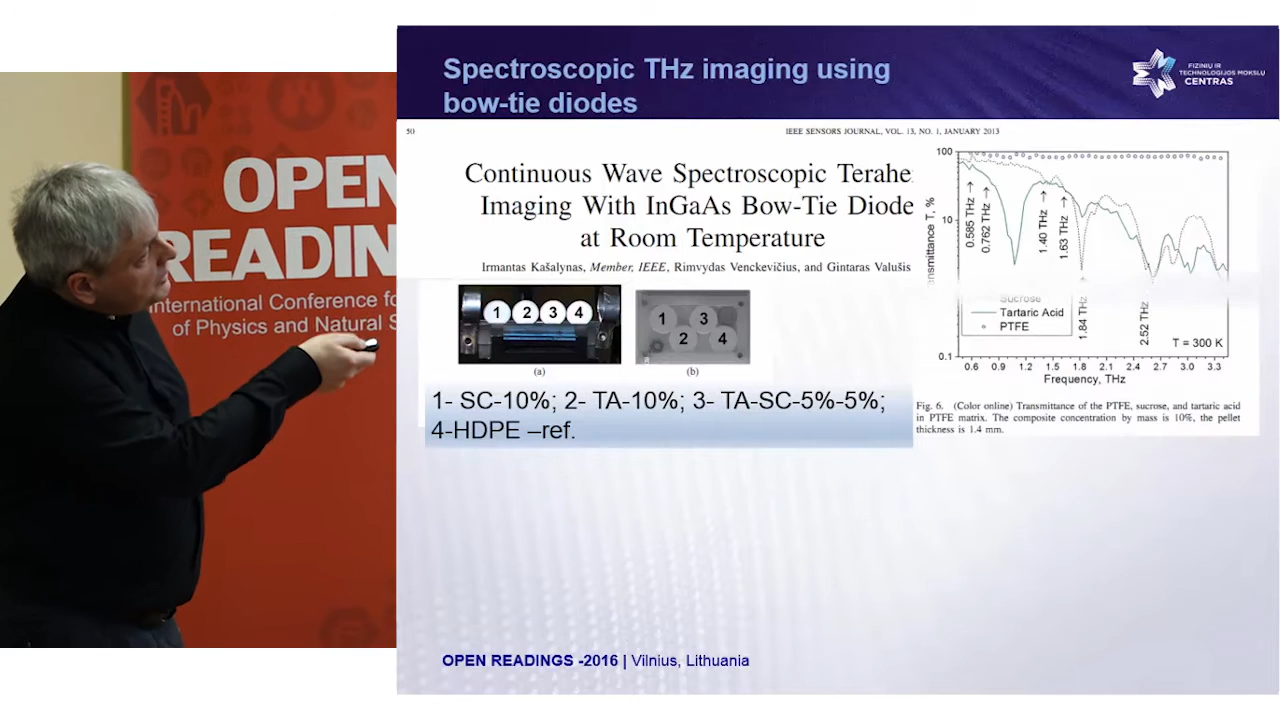 OPEN
READIN
International Conference fo
of Physics and Natural S
Spectroscopic THz imaging using
bow-tie diodes
FIZINIŲ IR
TECHNOLOGIJOS MOKSLŲ
CENTRAS
50
IEEE SENSORS JOURNAL, VOL. 13, NO. 1, JANUARY 2013
Continuous Wave Spectroscopic Terahe
Imaging With InGaAs Bow-Tie Diode
at Room Temperature
Irmantas Kašalynas, Member, IEEE, Rimvydas Venckevičius, and Gintaras Valušis
1 2 3 4
(a)
1 3
2 4
(b)
1- SC-10%; 2- TA-10%; 3- TA-SC-5%-5%;
4-HDPE –ref.
100
10
0.1
ansmittance T, %
0.585 THz
0.762 THz
1.40 THz
1.63 THz
1.84 THz
2.52 THz
Sucrose
Tartaric Acid
PTFE
T = 300 K
0.6 0.9 1.2 1.5 1.8 2.1 2.4 2.7 3.0 3.3
Frequency, THz
Fig. 6. (Color online) Transmittance of the PTFE, sucrose, and tartaric acid
in PTFE matrix. The composite concentration by mass is 10%, the pellet
thickness is 1.4 mm.
OPEN READINGS -2016 | Vilnius, Lithuania